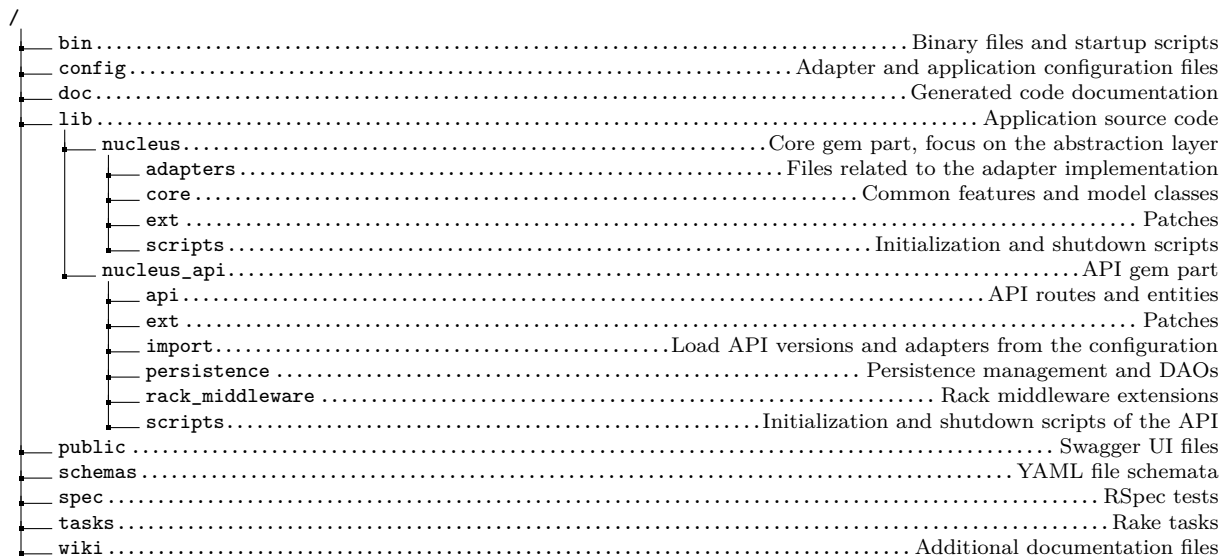 /
bin Binary files and startup scripts
config Adapter and application configuration files
doc Generated code documentation
lib Application source code
nucleus Core gem part, focus on the abstraction layer
adapters Files related to the adapter implementation
core Common features and model classes
ext Patches
scripts Initialization and shutdown scripts
nucleus_api API gem part
api API routes and entities
ext Patches
import Load API versions and adapters from the configuration
persistence Persistence management and DAOs
rack_middleware Rack middleware extensions
scripts Initialization and shutdown scripts of the API
public Swagger UI files
schemas YAML file schemata
spec RSpec tests
tasks Rake tasks
wiki Additional documentation files